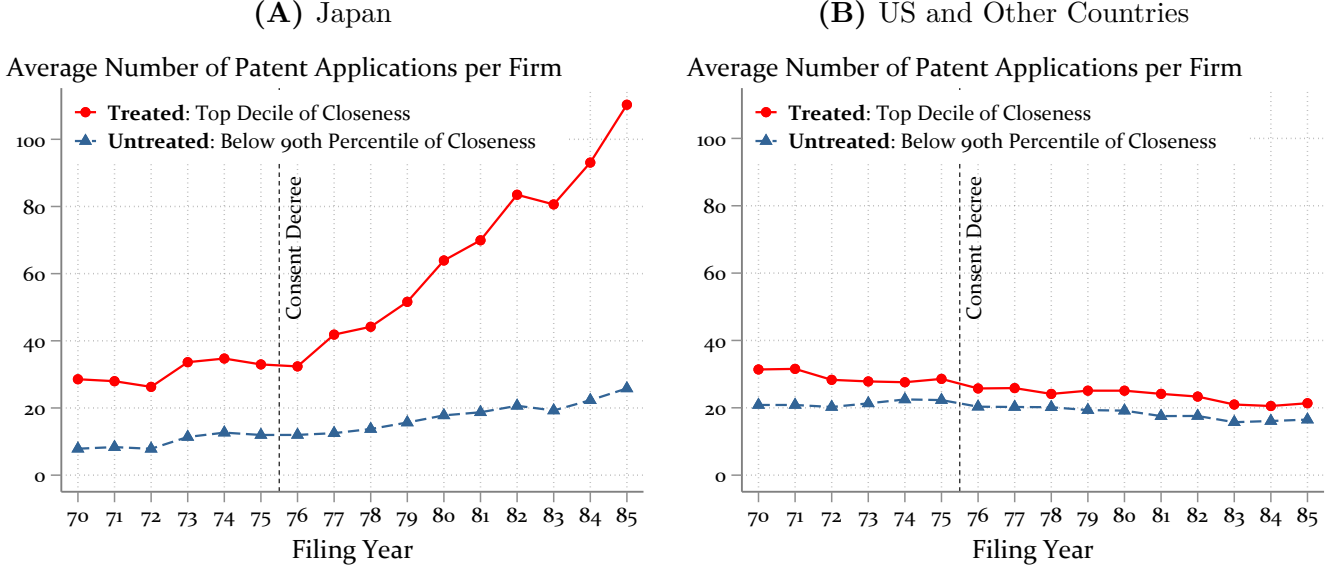 (A) Japan
Average Number of Patent Applications per Firm
Treated: Top Decile of Closeness
Untreated: Below 90th Percentile of Closeness
100
80
60
40
20
0
Consent Decree
70 71 72 73 74 75 76 77 78 79 80 81 82 83 84 85
Filing Year
(B) US and Other Countries
Average Number of Patent Applications per Firm
Treated: Top Decile of Closeness
Untreated: Below 90th Percentile of Closeness
100
80
60
40
20
0
Consent Decree
70 71 72 73 74 75 76 77 78 79 80 81 82 83 84 85
Filing Year